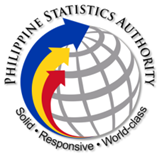 PHILIPPINE STATISTICS AUTHORITY
Solid • Responsive • World-class